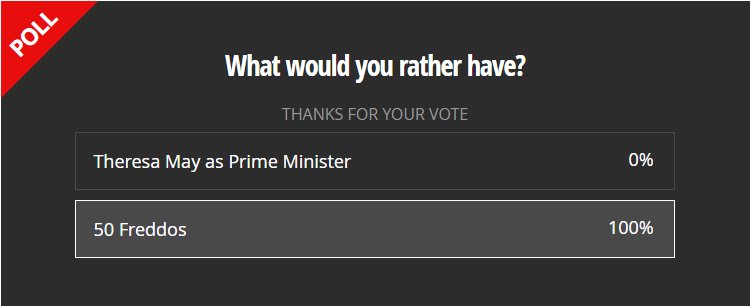 POLL
What would you rather have?
THANKS FOR YOUR VOTE
Theresa May as Prime Minister 0%
50 Freddos 100%